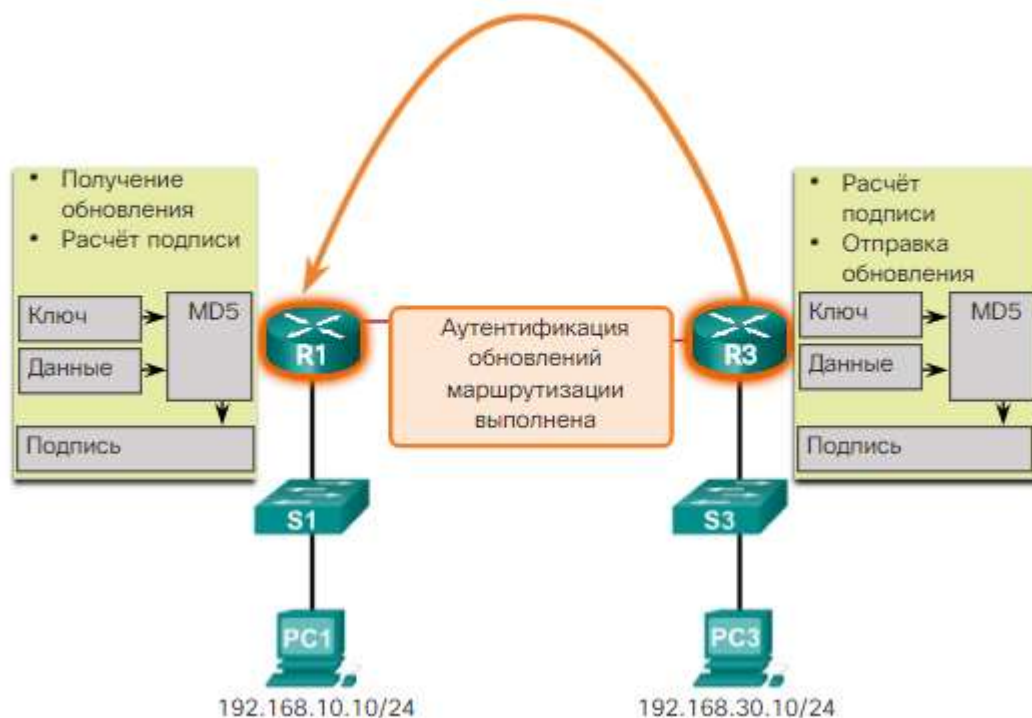 • Получение
обновления
• Расчёт подписи
Ключ
Данные
MD5
Подпись
R1
Аутентификация
обновлений
маршрутизации
выполнена
R3
• Расчёт
подписи
• Отправка
обновления
Ключ
Данные
MD5
Подпись
S1
S3
PC1
PC3
192.168.10.10/24
192.168.30.10/24